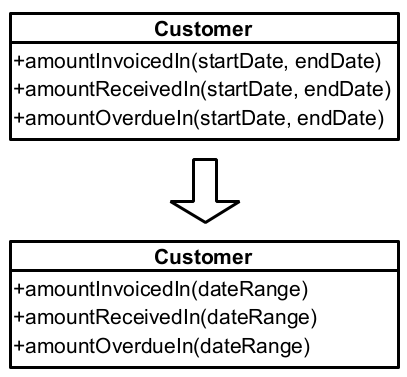 Customer
+amountInvoicedIn(startDate, endDate)
+amountReceivedIn(startDate, endDate)
+amountOverdueIn(startDate, endDate)
Customer
+amountInvoicedIn(dateRange)
+amountReceivedIn(dateRange)
+amountOverdueIn(dateRange)